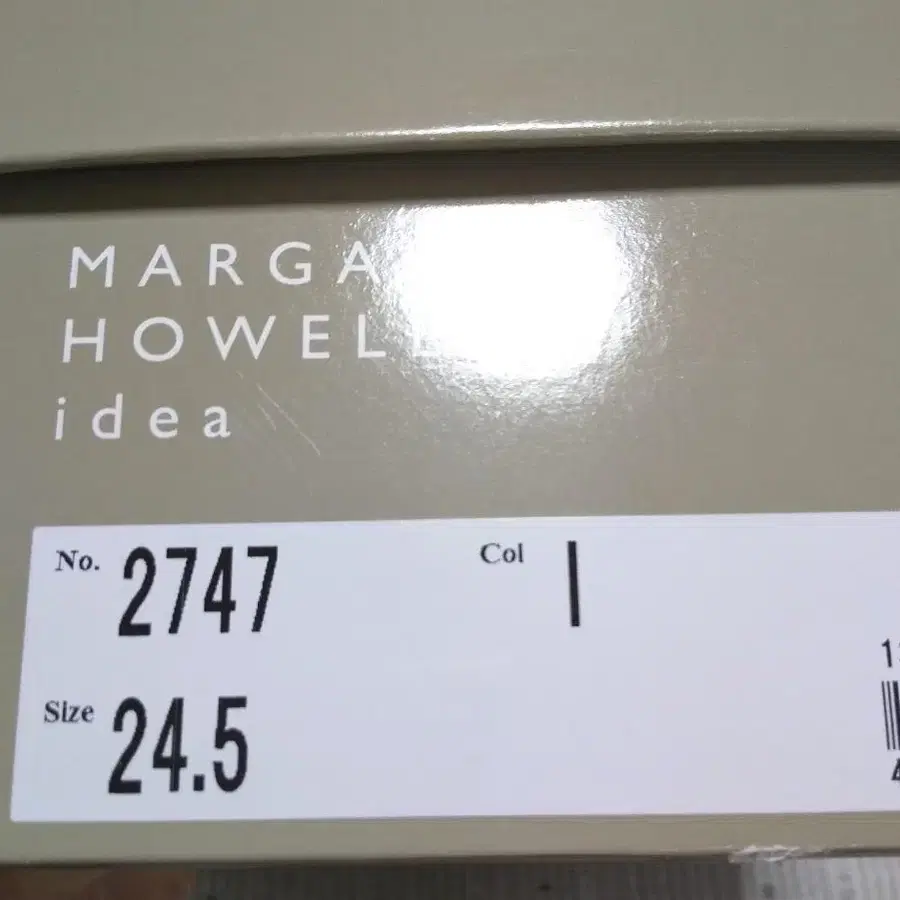 MARGA
HOWELL
idea
No. 2747 Col I
Size 24.5